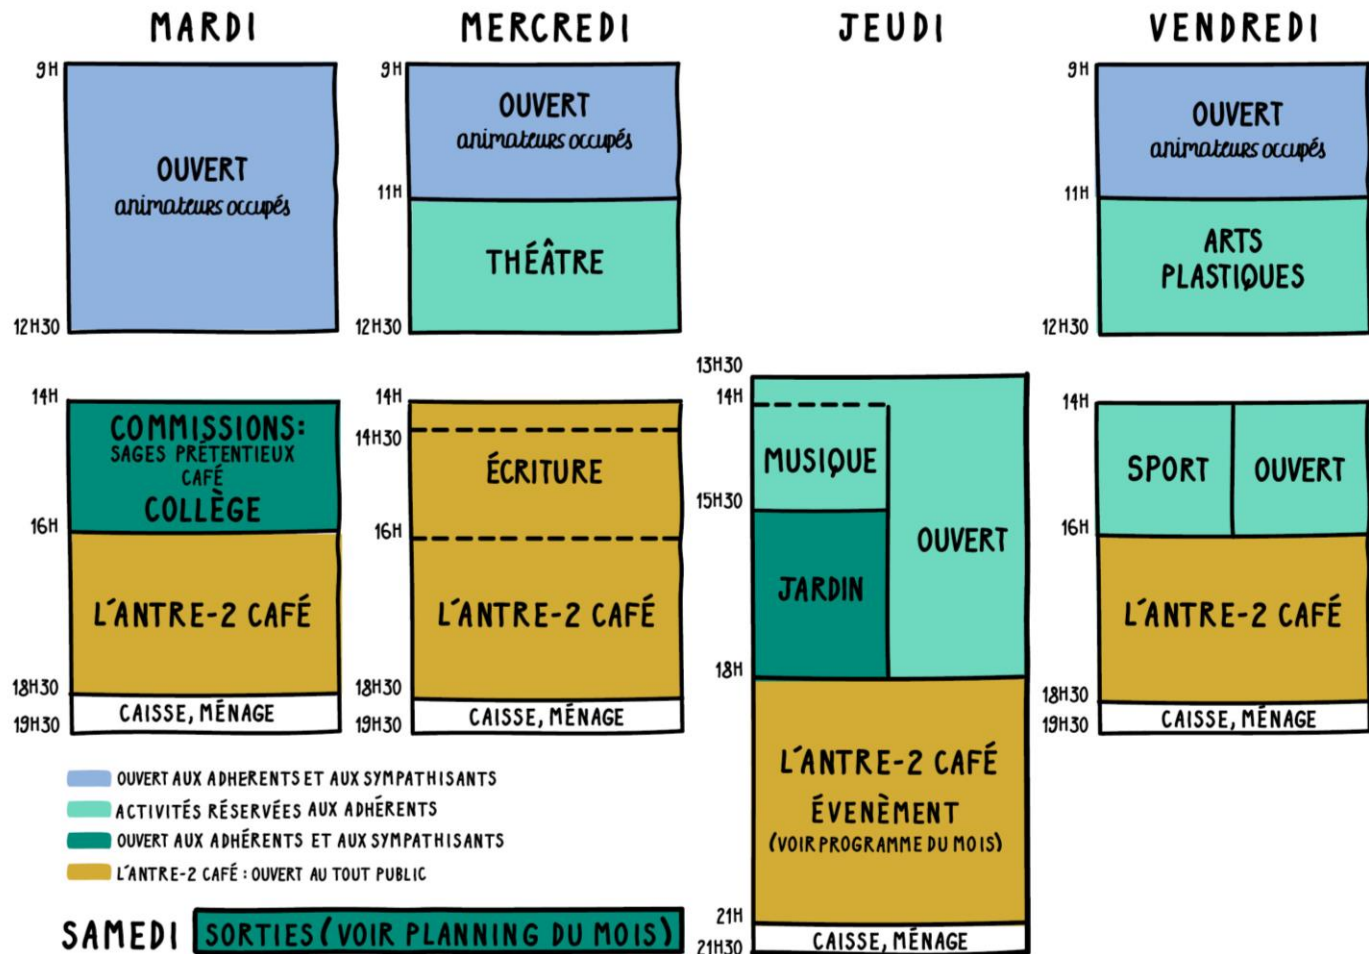 MARDI
9H
OUVERT
animateurs occupés
12H30
14H
COMMISSIONS:
SAGES PRÉTENTIEUX
CAFÉ
COLLÈGE
16H
L'ANTRE-2 CAFÉ
18H30
CAISSE, MÉNAGE
19H30
MERCREDI
9H
OUVERT
animateurs occupés
11H
THÉÂTRE
12H30
14H
14H30
ÉCRITURE
16H
L'ANTRE-2 CAFÉ
18H30
CAISSE, MÉNAGE
19H30
JEUDI
13H30
14H
MUSIQUE
15H30
OUVERT
JARDIN
18H
L'ANTRE-2 CAFÉ
ÉVENÈMENT
(VOIR PROGRAMME DU MOIS)
21H
CAISSE, MÉNAGE
21H30
VENDREDI
9H
OUVERT
animateurs occupés
11H
ARTS
PLASTIQUES
12H30
14H
SPORT
OUVERT
16H
L'ANTRE-2 CAFÉ
18H30
CAISSE, MÉNAGE
19H30
OUVERT AUX ADHERENTS ET AUX SYMPATHISANTS
ACTIVITÉS RÉSERVÉES AUX ADHÉRENTS
OUVERT AUX ADHÉRENTS ET AUX SYMPATHISANTS
L'ANTRE-2 CAFÉ : OUVERT AU TOUT PUBLIC
SAMEDI SORTIES (VOIR PLANNING DU MOIS)